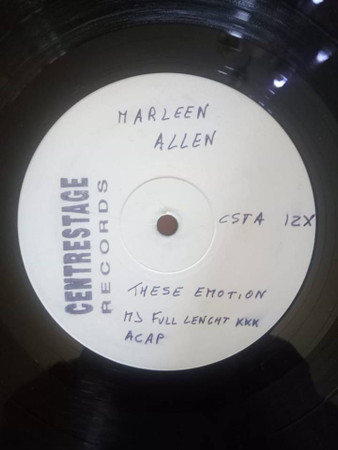 MARLEEN
ALLEN
CENTRESTAGE
RECORDS
CSTA 12X
THESE EMOTION
MJ FULL LENGHT KKK
ACAP